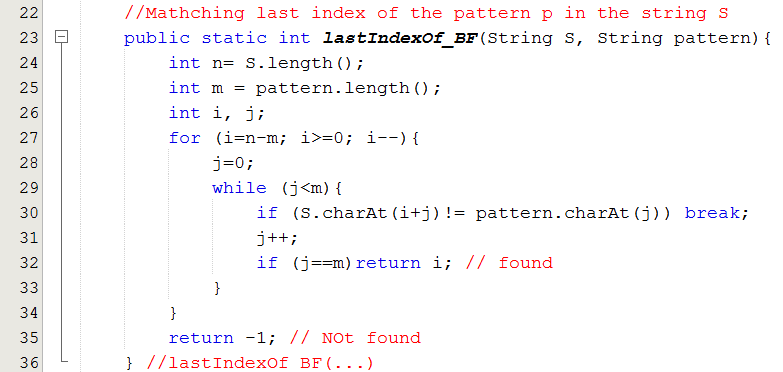 22 //Mathching last index of the pattern p in the string S
23 public static int lastIndexOf_BF(String S, String pattern){
24 int n= S.length();
25 int m = pattern.length();
26 int i, j;
27 for (i=n-m; i>=0; i--){
28 j=0;
29 while (j<m){
30 if (S.charAt(i+j)!= pattern.charAt(j)) break;
31 j++;
32 if (j==m)return i; // found
33 }
34 }
35 return -1; // NOt found
36 } //lastIndexOf BF(...)